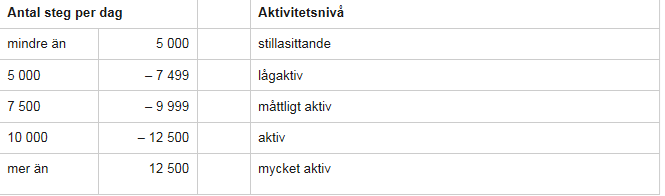 Antal steg per dag Aktivitetsnivå
mindre än 5 000 stillasittande
5 000 – 7 499 lågaktiv
7 500 – 9 999 måttligt aktiv
10 000 – 12 500 aktiv
mer än 12 500 mycket aktiv